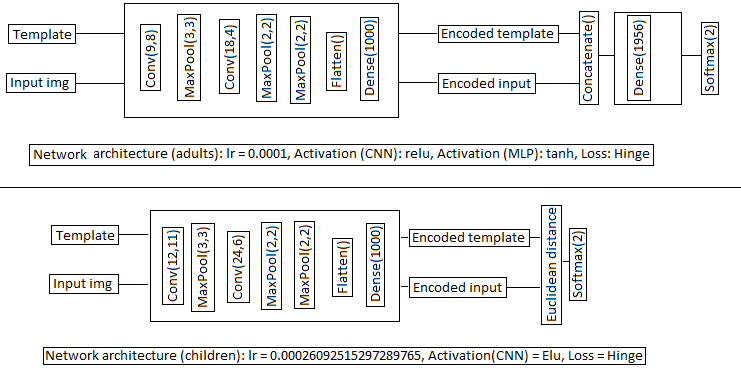 Template
Input img
Conv(9,8)
MaxPool(3,3)
Conv(18,4)
MaxPool(2,2)
MaxPool(2,2)
Flatten()
Dense(1000)
Encoded template
Encoded input
Concatenate()
Dense(1956)
Softmax(2)
Network architecture (adults): lr = 0.0001, Activation (CNN): relu, Activation (MLP): tanh, Loss: Hinge
Template
Input img
Conv(12,11)
MaxPool(3,3)
Conv(24,6)
MaxPool(2,2)
MaxPool(2,2)
Flatten()
Dense(1000)
Encoded template
Encoded input
Euclidean distance
Softmax(2)
Network architecture (children): lr = 0.00026092515297289765, Activation(CNN) = Elu, Loss = Hinge